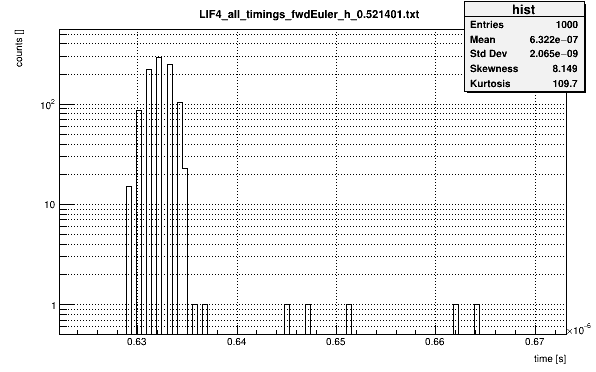 LIF4_all_timings_fwdEuler_h_0.521401.txt
hist
Entries 1000
Mean 6.322e−07
Std Dev 2.065e−09
Skewness 8.149
Kurtosis 109.7
counts []
10²
10
1
0.63 0.64 0.65 0.66 0.67
×10⁻⁶
time [s]